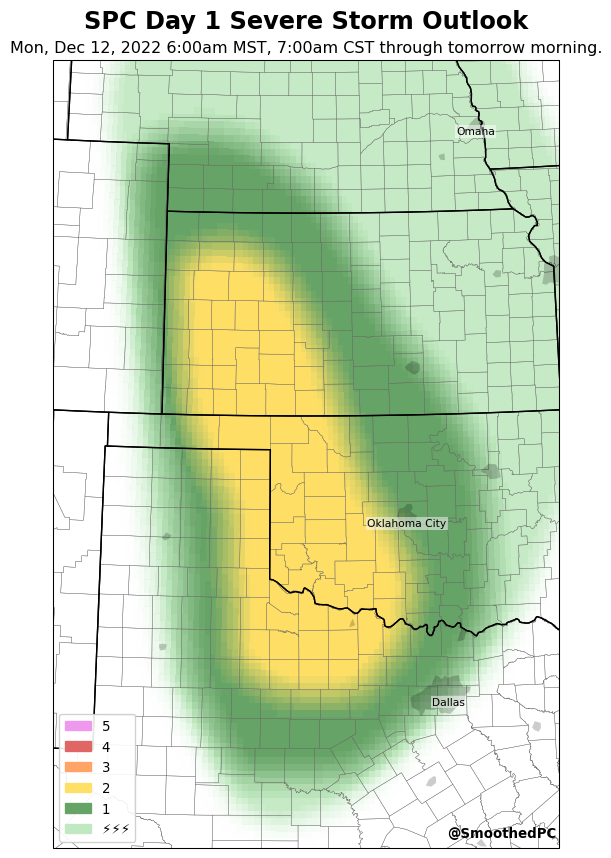 SPC Day 1 Severe Storm Outlook
Mon, Dec 12, 2022 6:00am MST, 7:00am CST through tomorrow morning.
Omaha
Oklahoma City
Dallas
5
4
3
2
1
⚡⚡⚡
@SmoothedPC